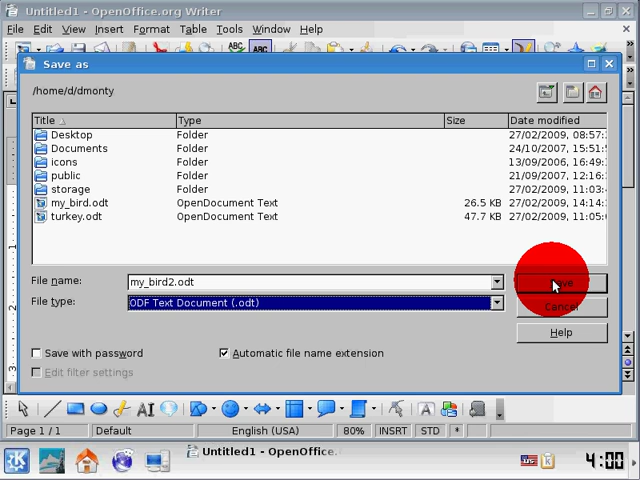 Untitled1 - OpenOffice.org Writer
File Edit View Insert Format Table Tools Window Help
Save as
/home/d/dmonty
Title Type Size Date modified
Desktop Folder 27/02/2009, 08:57:
Documents Folder 24/10/2007, 15:51:
icons Folder 13/09/2006, 16:49:
public Folder 21/09/2007, 12:16:
storage Folder 27/02/2009, 11:03:
my_bird.odt OpenDocument Text 26.5 KB 27/02/2009, 14:14:
turkey.odt OpenDocument Text 47.7 KB 27/02/2009, 11:05:
File name: my_bird2.odt Save
File type: ODF Text Document (.odt) Cancel
Help
Save with password Automatic file name extension
Edit filter settings
Page 1 / 1 Default English (USA) 80% INSRT STD *
Untitled1 - OpenOffice. 4:00